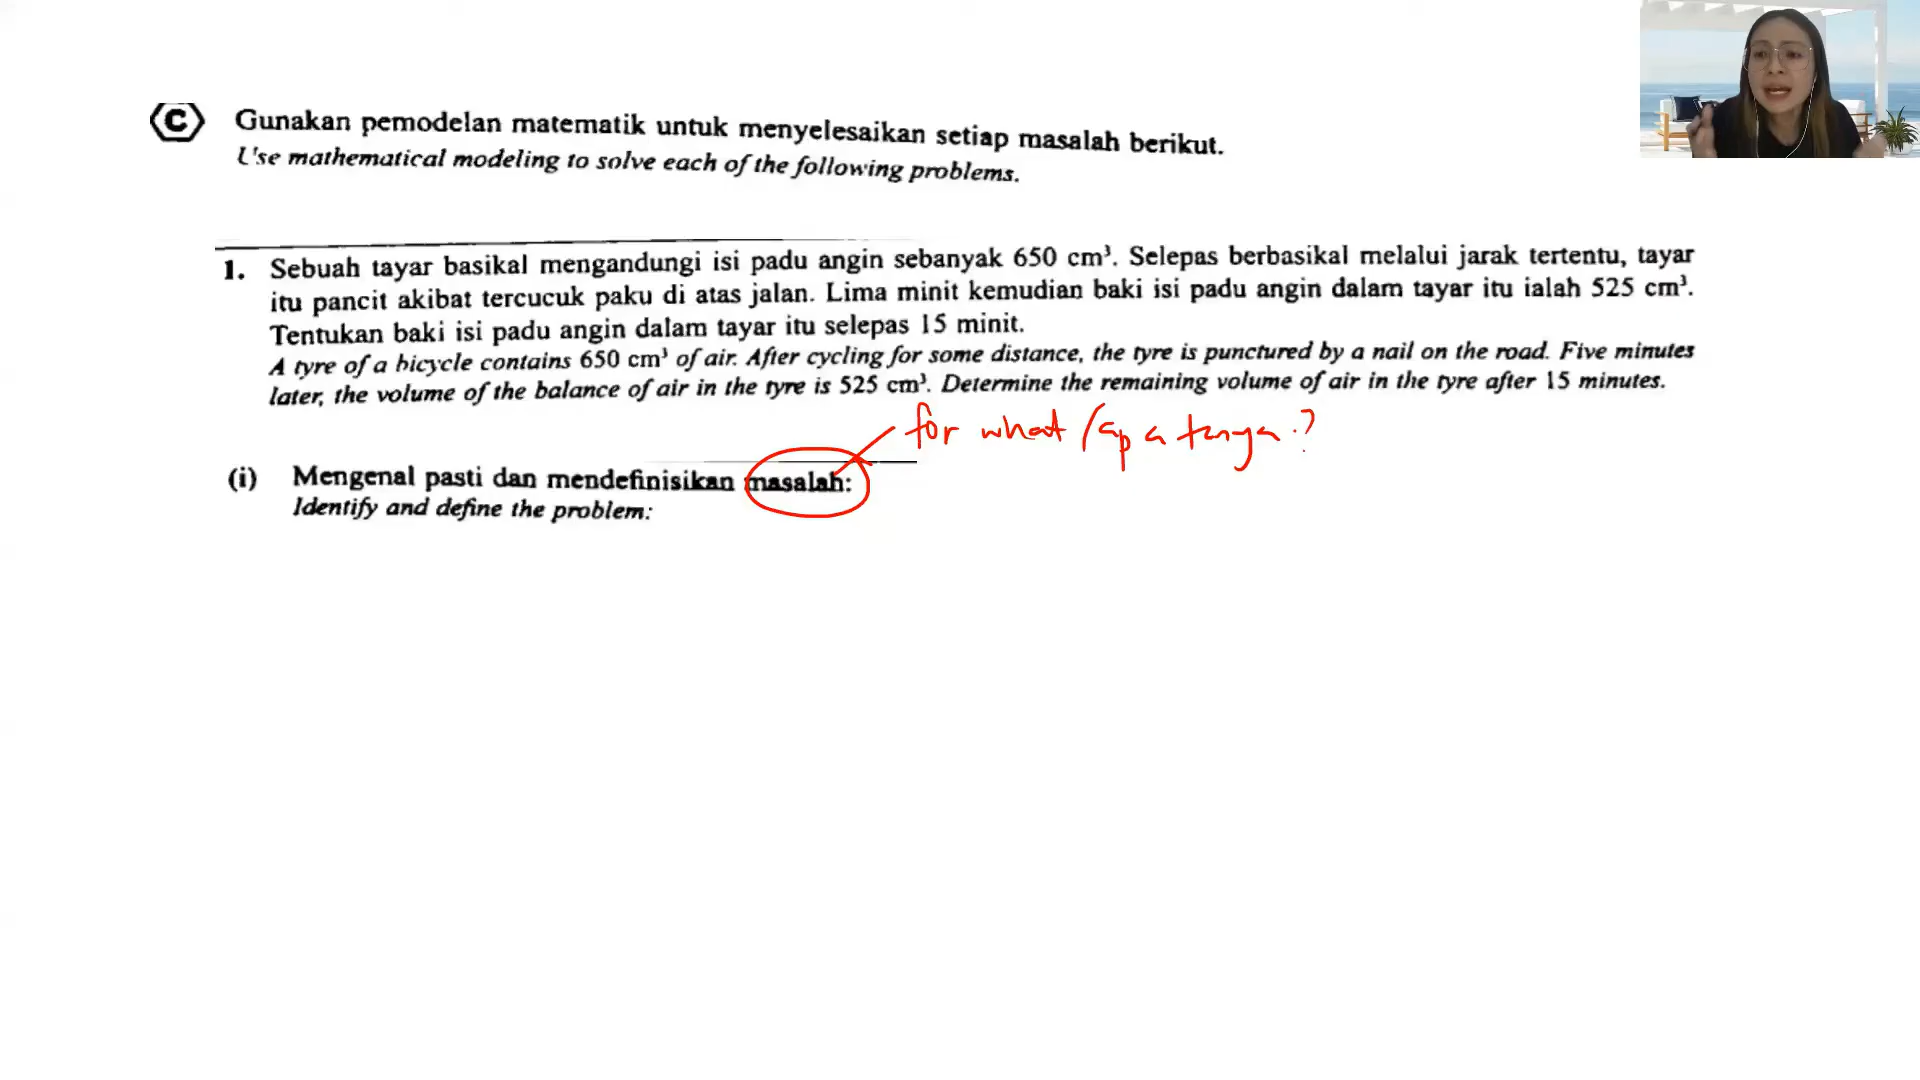 C Gunakan pemodelan matematik untuk menyelesaikan setiap masalah berikut.
Use mathematical modeling to solve each of the following problems.
1. Sebuah tayar basikal mengandungi isi padu angin sebanyak 650 cm³. Selepas berbasikal melalui jarak tertentu, tayar
itu pancit akibat tercucuk paku di atas jalan. Lima minit kemudian baki isi padu angin dalam tayar itu ialah 525 cm³.
Tentukan baki isi padu angin dalam tayar itu selepas 15 minit.
A tyre of a bicycle contains 650 cm³ of air. After cycling for some distance, the tyre is punctured by a nail on the road. Five minutes
later, the volume of the balance of air in the tyre is 525 cm³. Determine the remaining volume of air in the tyre after 15 minutes.
for what / apa tanya?
(i) Mengenal pasti dan mendefinisikan masalah:
Identify and define the problem: